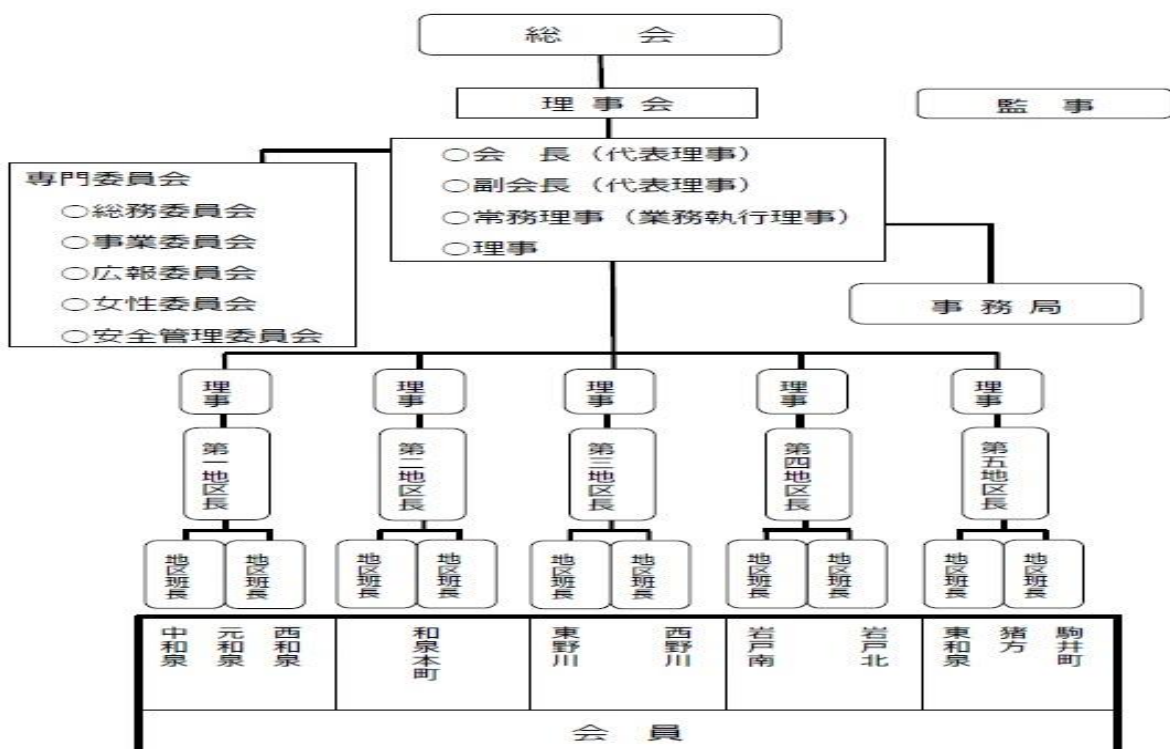 総 会
理 事 会
監 事
○会 長（代表理事）
○副会長（代表理事）
○常務理事（業務執行理事）
○理事
専門委員会
○総務委員会
○事業委員会
○広報委員会
○女性委員会
○安全管理委員会
事 務 局
理事
理事
理事
理事
理事
第一地区長
第二地区長
第三地区長
第四地区長
第五地区長
地区班長
地区班長
地区班長
地区班長
地区班長
地区班長
地区班長
地区班長
地区班長
地区班長
中和泉
元和泉
西和泉
和泉本町
東野川
西野川
岩戸南
岩戸北
東和泉
猪方
駒井町
会 員